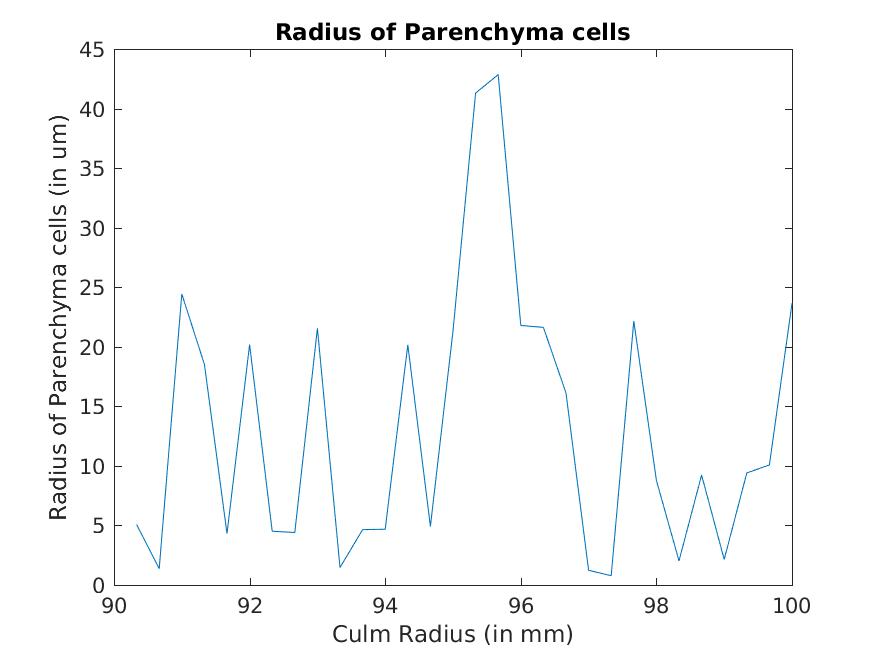 Radius of Parenchyma cells
45
40
35
30
25
20
15
10
5
0
Radius of Parenchyma cells (in um)
90 92 94 96 98 100
Culm Radius (in mm)